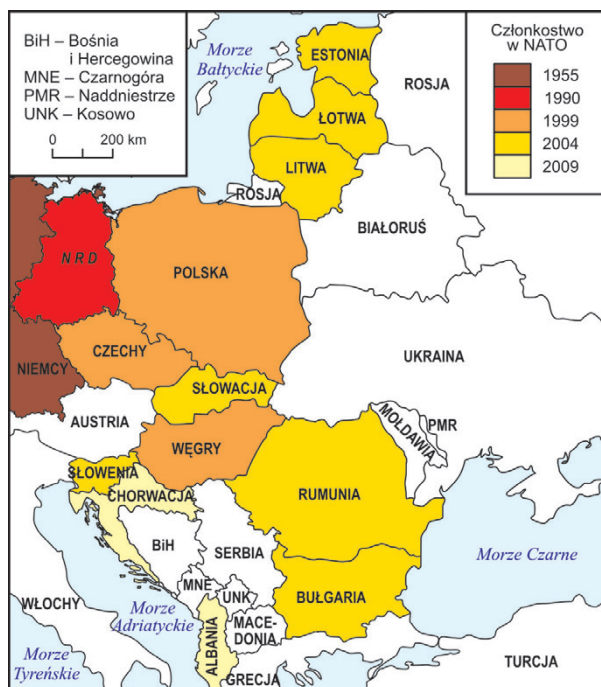 BiH – Bośnia
i Hercegowina
MNE – Czarnogóra
PMR – Naddniestrze
UNK – Kosowo
0 200 km
Członkostwo
w NATO
1955
1990
1999
2004
2009
Morze
Bałtyckie
ESTONIA
ROSJA
ŁOTWA
LITWA
ROSJA
BIAŁORUŚ
NRD
POLSKA
NIEMCY
CZECHY
UKRAINA
SŁOWACJA
AUSTRIA
MOŁDAWIA
PMR
WĘGRY
SŁOWENIA
CHORWACJA
RUMUNIA
BiH
SERBIA
Morze Czarne
MNE
UNK
BUŁGARIA
WŁOCHY
Morze
Adriatyckie
MACE-
DONIA
ALBANIA
Morze
Tyreńskie
GRECJA
TURCJA